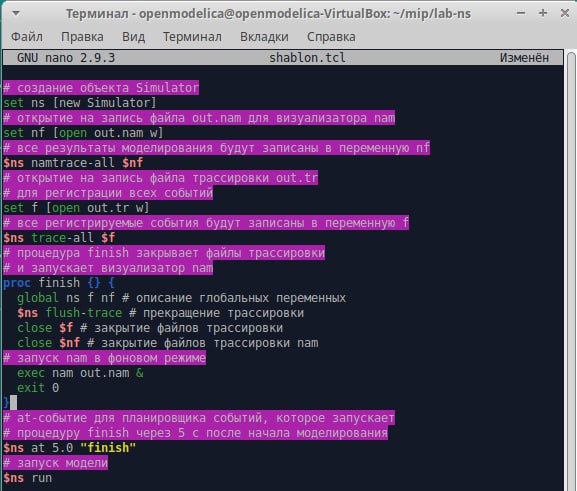 Терминал - openmodelica@openmodelica-VirtualBox: ~/mip/lab-ns
Файл Правка Вид Терминал Вкладки Справка
GNU nano 2.9.3 shablon.tcl Изменён
# создание объекта Simulator
set ns [new Simulator]
# открытие на запись файла out.nam для визуализатора nam
set nf [open out.nam w]
# все результаты моделирования будут записаны в переменную nf
$ns namtrace-all $nf
# открытие на запись файла трассировки out.tr
# для регистрации всех событий
set f [open out.tr w]
# все регистрируемые события будут записаны в переменную f
$ns trace-all $f
# процедура finish закрывает файлы трассировки
# и запускает визуализатор nam
proc finish {} {
  global ns f nf # описание глобальных переменных
  $ns flush-trace # прекращение трассировки
  close $f # закрытие файлов трассировки
  close $nf # закрытие файлов трассировки nam
# запуск nam в фоновом режиме
  exec nam out.nam &
  exit 0
}
# at-событие для планировщика событий, которое запускает
# процедуру finish через 5 с после начала моделирования
$ns at 5.0 "finish"
# запуск модели
$ns run